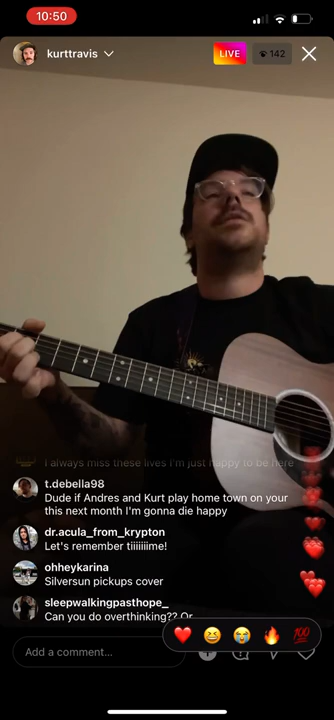 10:50
kurttravis
LIVE
142
I always miss these lives I'm just happy to be here
t.debella98
Dude if Andres and Kurt play home town on your
this next month I'm gonna die happy
dr.acula_from_krypton
Let's remember tiiiiiiime!
ohheykarina
Silversun pickups cover
sleepwalkingpasthope_
Can you do overthinking?? Or
Add a comment...
100